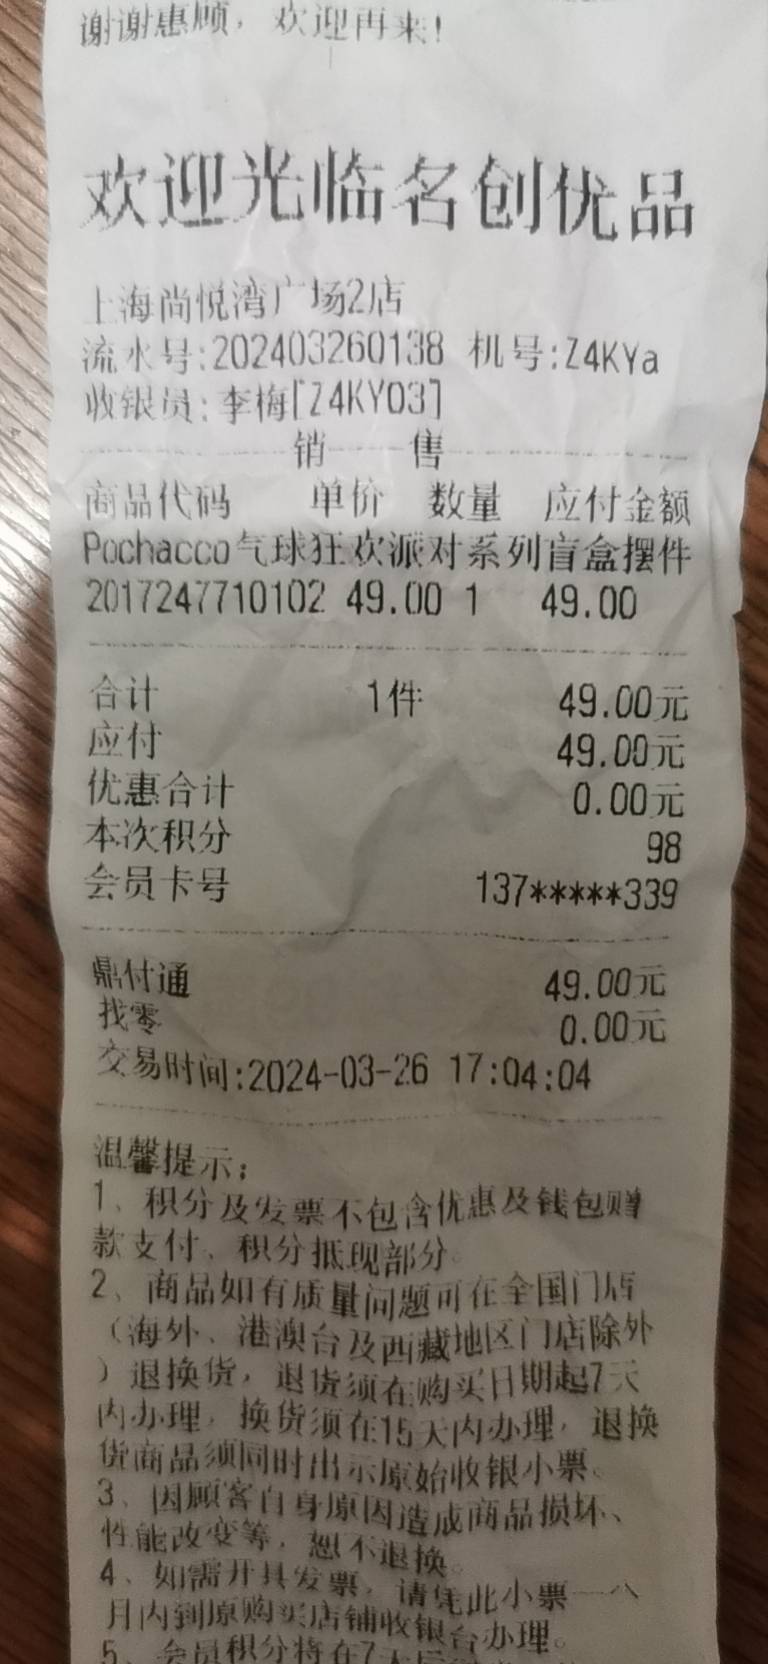 谢谢惠顾，欢迎再来！
欢迎光临名创优品
上海尚悦湾广场2店
流水号:202403260138 机号:Z4KYa
收银员:李梅[Z4KY03]
销 售
商品代码 单价 数量 应付金额
Pochacco气球狂欢派对系列盲盒摆件
2017247710102 49.00 1 49.00
合计 1件 49.00元
应付 49.00元
优惠合计 0.00元
本次积分 98
会员卡号 137*****339
鼎付通 49.00元
找零 0.00元
交易时间:2024-03-26 17:04:04
温馨提示：
1、积分及发票不包含优惠及钱包赠
款支付、积分抵现部分。
2、商品如有质量问题可在全国门店
（海外、港澳台及西藏地区门店除外
）退换货，退货须在购买日期起7天
内办理，换货须在15天内办理，退换
货商品须同时出示原始收银小票。
3、因顾客自身原因造成商品损坏、
性能改变等，恕不退换。
4、如需开具发票，请凭此小票一个
月内到原购买店铺收银台办理。
5、会员积分将在7天后